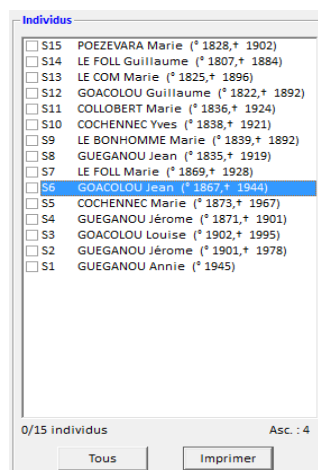 Individus
S15 POEZEVARA Marie (° 1828,+ 1902)
S14 LE FOLL Guillaume (° 1807,+ 1884)
S13 LE COM Marie (° 1825,+ 1896)
S12 GOACOLOU Guillaume (° 1822,+ 1892)
S11 COLLOBERT Marie (° 1836,+ 1924)
S10 COCHENNEC Yves (° 1838,+ 1921)
S9 LE BONHOMME Marie (° 1839,+ 1892)
S8 GUEGANOU Jean (° 1835,+ 1919)
S7 LE FOLL Marie (° 1869,+ 1928)
S6 GOACOLOU Jean (° 1867,+ 1944)
S5 COCHENNEC Marie (° 1873,+ 1967)
S4 GUEGANOU Jérome (° 1871,+ 1901)
S3 GOACOLOU Louise (° 1902,+ 1995)
S2 GUEGANOU Jérome (° 1901,+ 1978)
S1 GUEGANOU Annie (° 1945)
0/15 individus Asc. : 4
Tous Imprimer